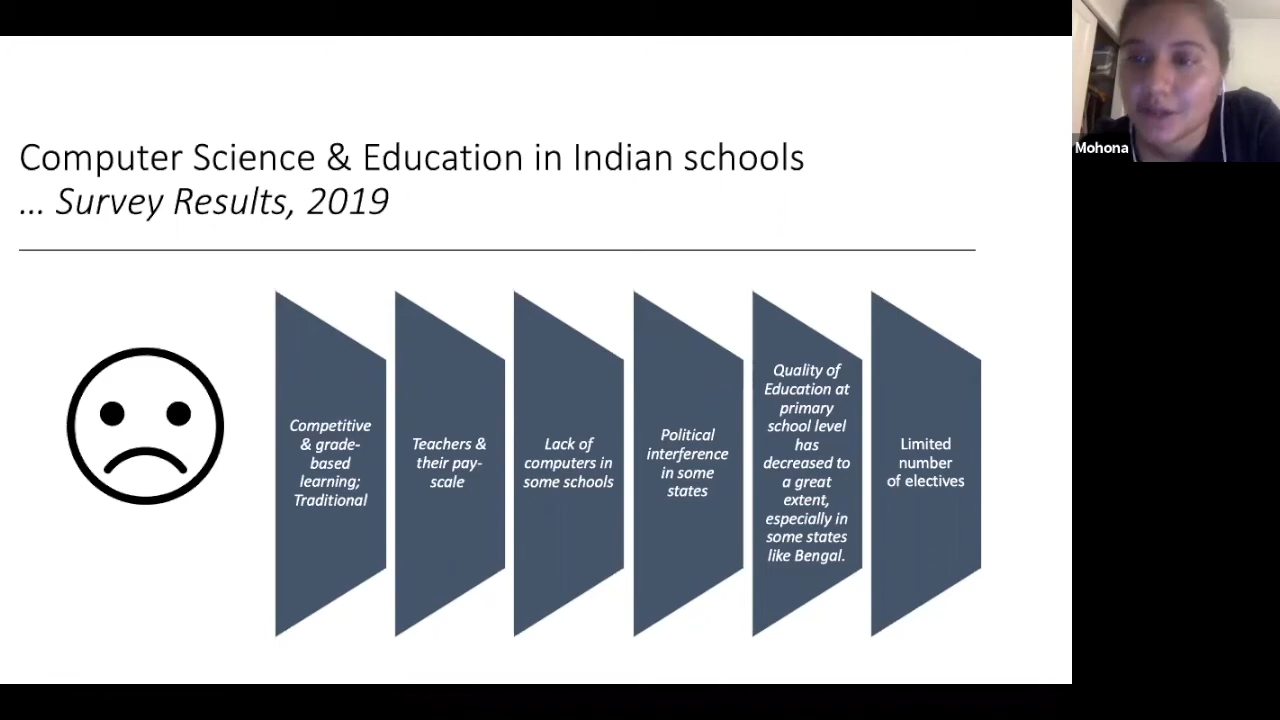 Computer Science & Education in Indian schools
... Survey Results, 2019
Competitive
& grade-
based
learning;
Traditional
Teachers &
their pay-
scale
Lack of
computers in
some schools
Political
interference
in some
states
Quality of
Education at
primary
school level
has
decreased to
a great
extent,
especially in
some states
like Bengal.
Limited
number
of electives
Mohona